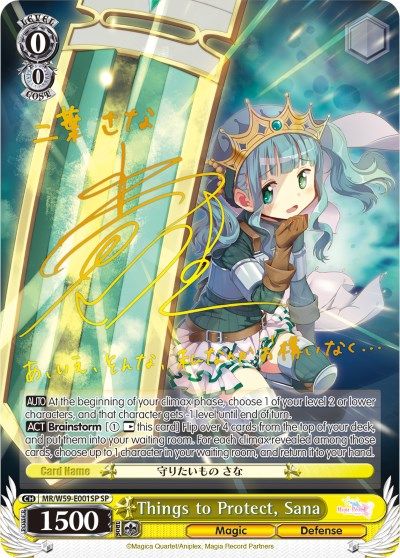 LEVEL
0
0
COST
二葉 さな
AUTO At the beginning of your climax phase, choose 1 of your level 2 or lower
characters, and that character gets -1 level until end of turn.
ACT Brainstorm [① this card] Flip over 4 cards from the top of your deck,
and put them into your waiting room. For each climax revealed among those
cards, choose up to 1 character in your waiting room, and return it to your hand.
Card Name
守りたいもの さな
CH MR/W59-E001SP SP
POWER
1500
SOUL
Things to Protect, Sana
Magic
Defense
©Magica Quartet/Aniplex, Magia Record Partners